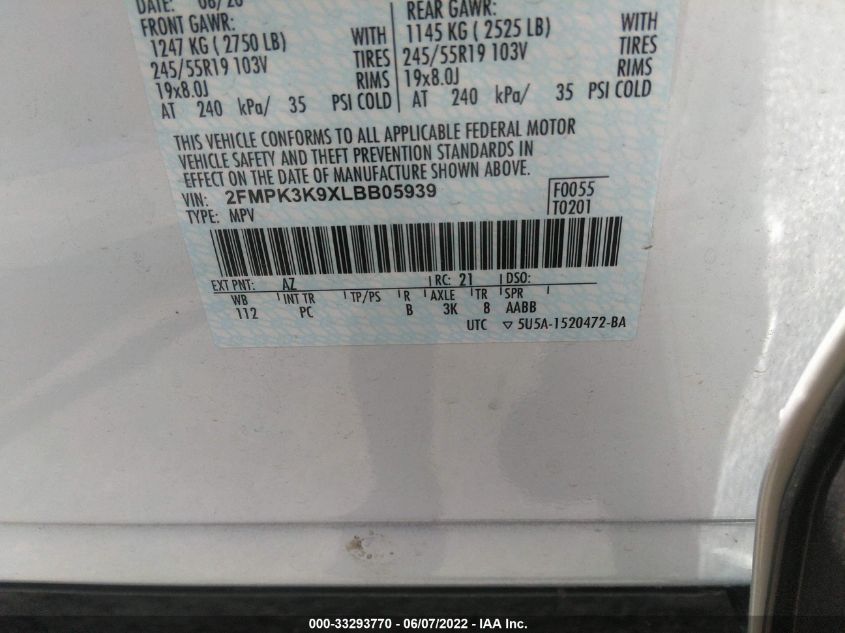 DATE: 08/20
FRONT GAWR:
1247 KG ( 2750 LB) WITH
245/55R19 103V TIRES
19x8.0J RIMS
AT 240 kPa/ 35 PSI COLD
REAR GAWR:
1145 KG ( 2525 LB) WITH
245/55R19 103V TIRES
19x8.0J RIMS
AT 240 kPa/ 35 PSI COLD
THIS VEHICLE CONFORMS TO ALL APPLICABLE FEDERAL MOTOR
VEHICLE SAFETY AND THEFT PREVENTION STANDARDS IN
EFFECT ON THE DATE OF MANUFACTURE SHOWN ABOVE.
VIN: 2FMPK3K9XLBB05939 F0055
TYPE: MPV T0201
EXT PNT: AZ RC: 21 DSO:
WB INT TR TP/PS R AXLE TR SPR
112 PC B 3K 8 AABB
UTC ▽ 5U5A-1520472-BA
000-33293770 - 06/07/2022 - IAA Inc.